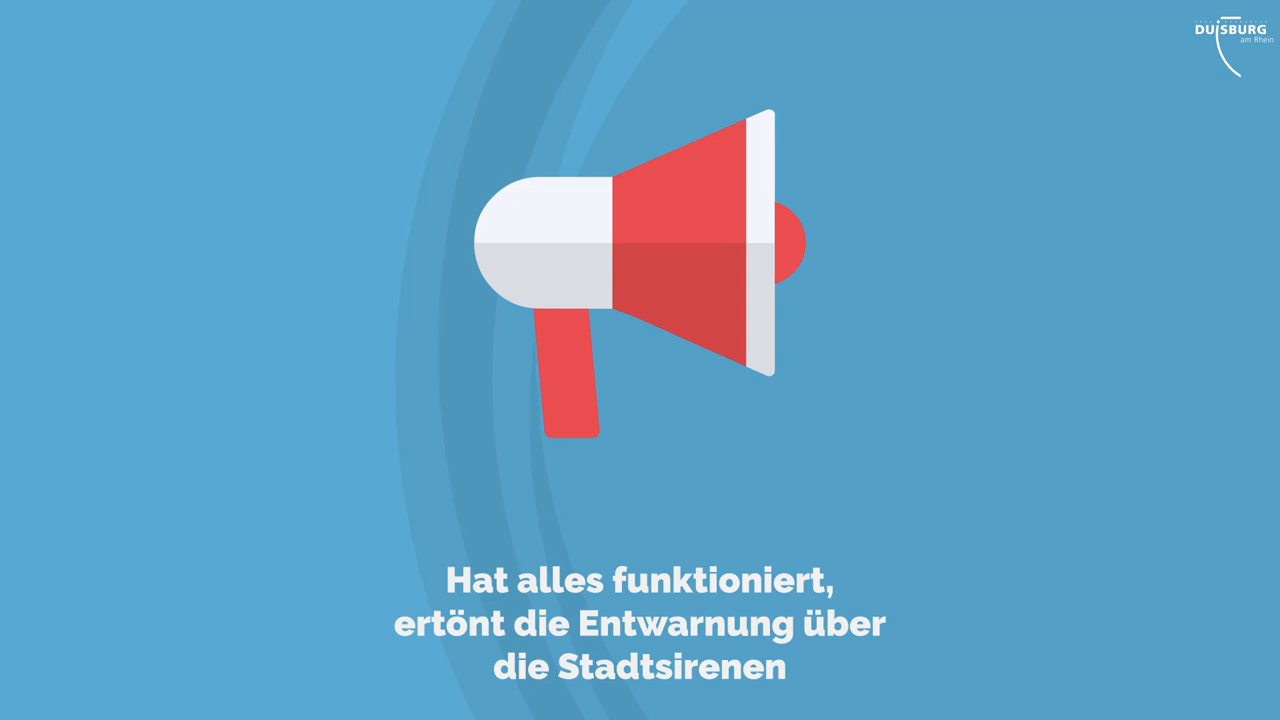 DUISBURG
am Rhein
Hat alles funktioniert,
ertönt die Entwarnung über
die Stadtsirenen